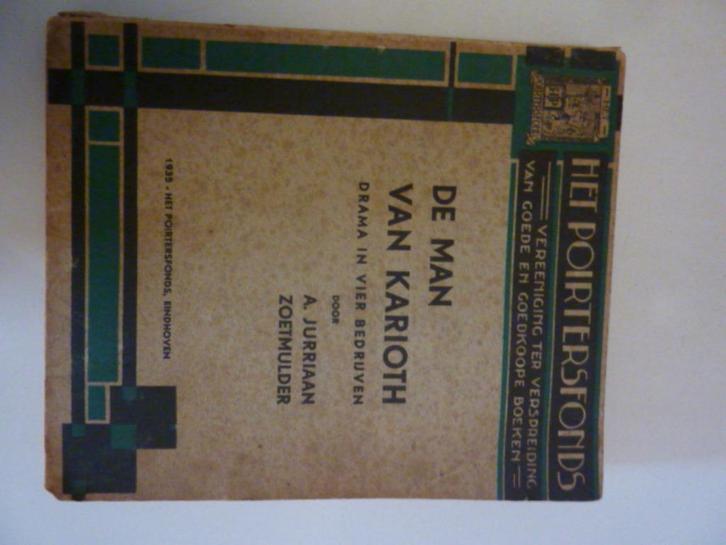 HET POIRTERSFONDS
VEREENIGING TER VERSPREIDING
VAN GOEDE EN GOEDKOOPE BOEKEN
DE MAN
VAN KARIOTH
DRAMA IN VIER BEDRIJVEN
DOOR
A. JURRIAAN
ZOETMULDER
1935 - HET POIRTERSFONDS, EINDHOVEN